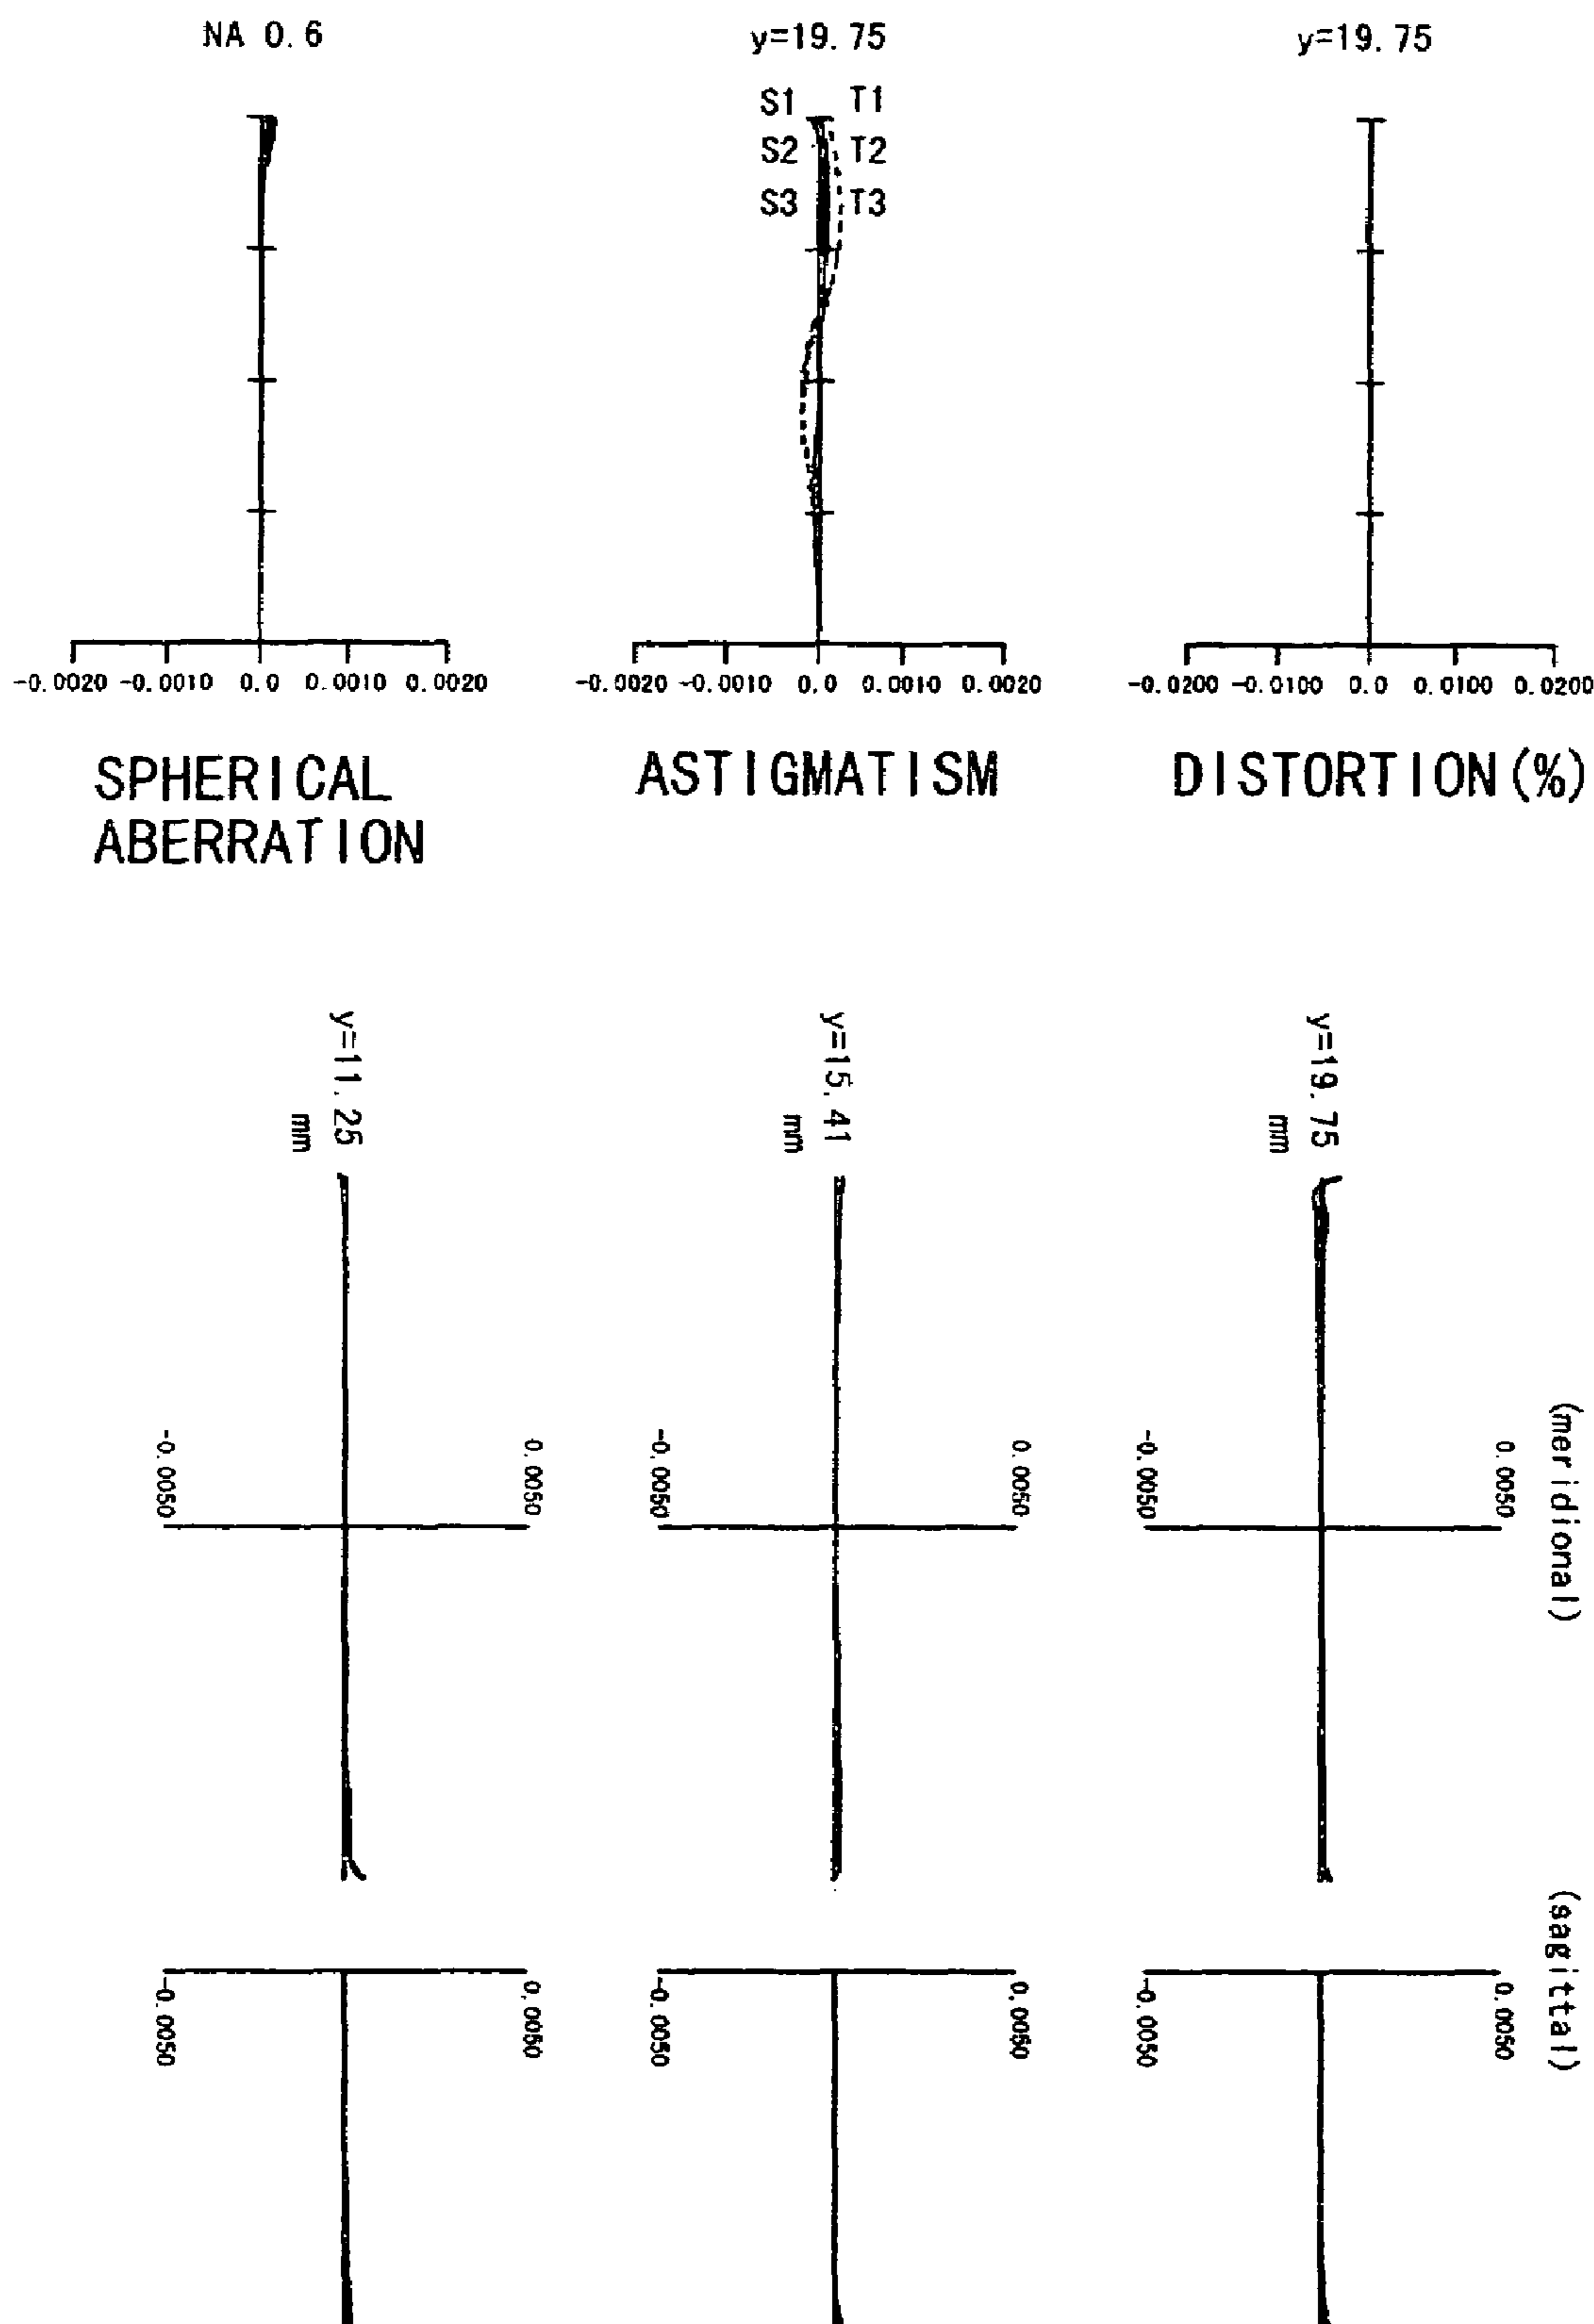 NA 0.6
y=19.75
y=19.75
S1 T1
S2 T2
S3 T3
-0.0020 -0.0010 0.0 0.0010 0.0020
-0.0020 -0.0010 0.0 0.0010 0.0020
-0.0200 -0.0100 0.0 0.0100 0.0200
SPHERICAL
ABERRATION
ASTIGMATISM
DISTORTION(%)
y=11.25
mm
y=15.41
mm
y=19.75
mm
(meridional)
-0.0050
0.0050
-0.0050
0.0050
-0.0050
0.0050
(sagittal)
-0.0050
0.0050
-0.0050
0.0050
-0.0050
0.0050